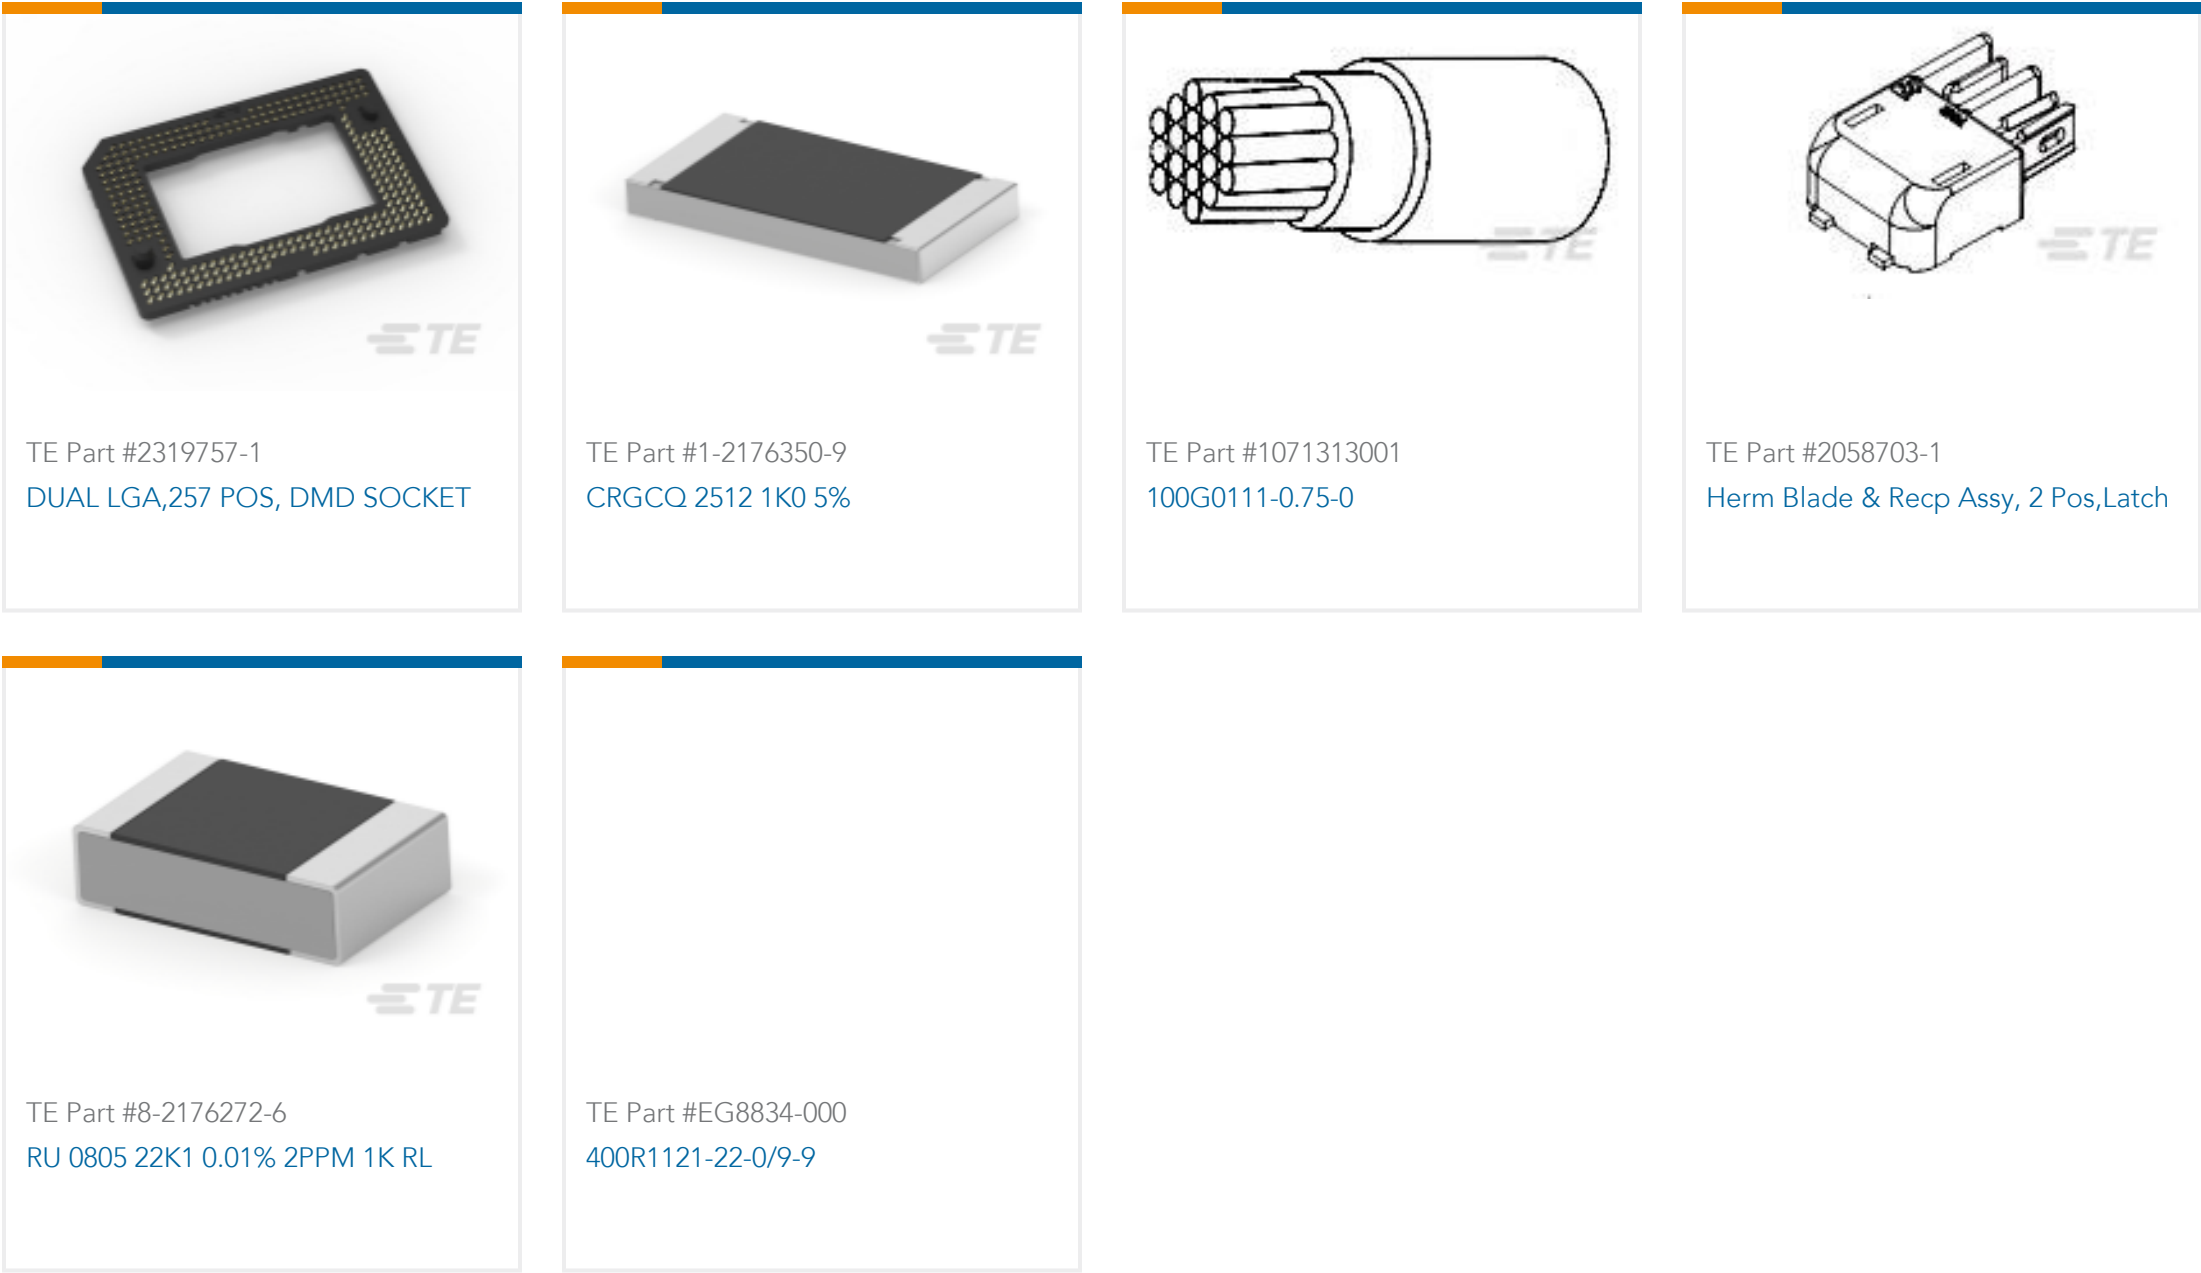 TE
TE Part #2319757-1
DUAL LGA,257 POS, DMD SOCKET
TE
TE Part #1-2176350-9
CRGCQ 2512 1K0 5%
TE
TE Part #1071313001
100G0111-0.75-0
TE
TE Part #2058703-1
Herm Blade & Recp Assy, 2 Pos,Latch
TE
TE Part #8-2176272-6
RU 0805 22K1 0.01% 2PPM 1K RL
TE Part #EG8834-000
400R1121-22-0/9-9